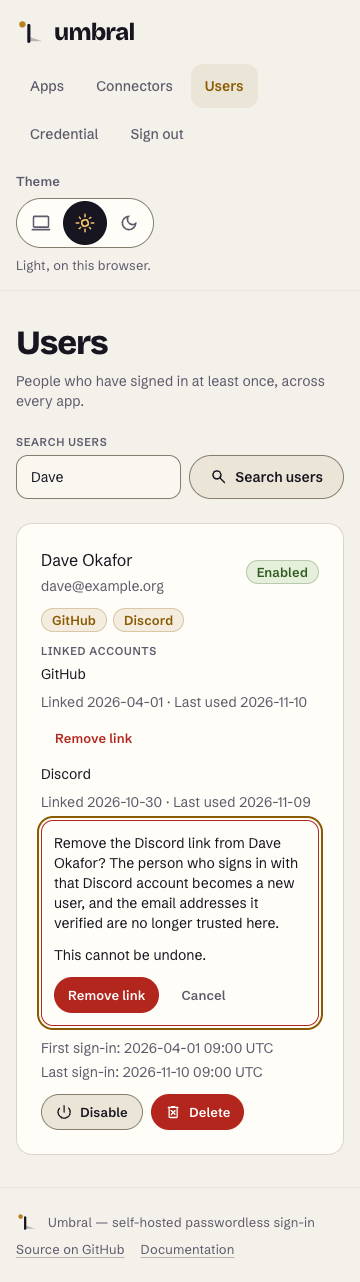 umbral
Apps Connectors Users
Credential Sign out
Theme
Light, on this browser.
Users
People who have signed in at least once, across
every app.
SEARCH USERS
Dave Search users
Dave Okafor
Enabled
dave@example.org
GitHub Discord
LINKED ACCOUNTS
GitHub
Linked 2026-04-01 · Last used 2026-11-10
Remove link
Discord
Linked 2026-10-30 · Last used 2026-11-09
Remove the Discord link from Dave
Okafor? The person who signs in with
that Discord account becomes a new
user, and the email addresses it
verified are no longer trusted here.
This cannot be undone.
Remove link Cancel
First sign-in: 2026-04-01 09:00 UTC
Last sign-in: 2026-11-10 09:00 UTC
Disable Delete
Umbral — self-hosted passwordless sign-in
Source on GitHub Documentation